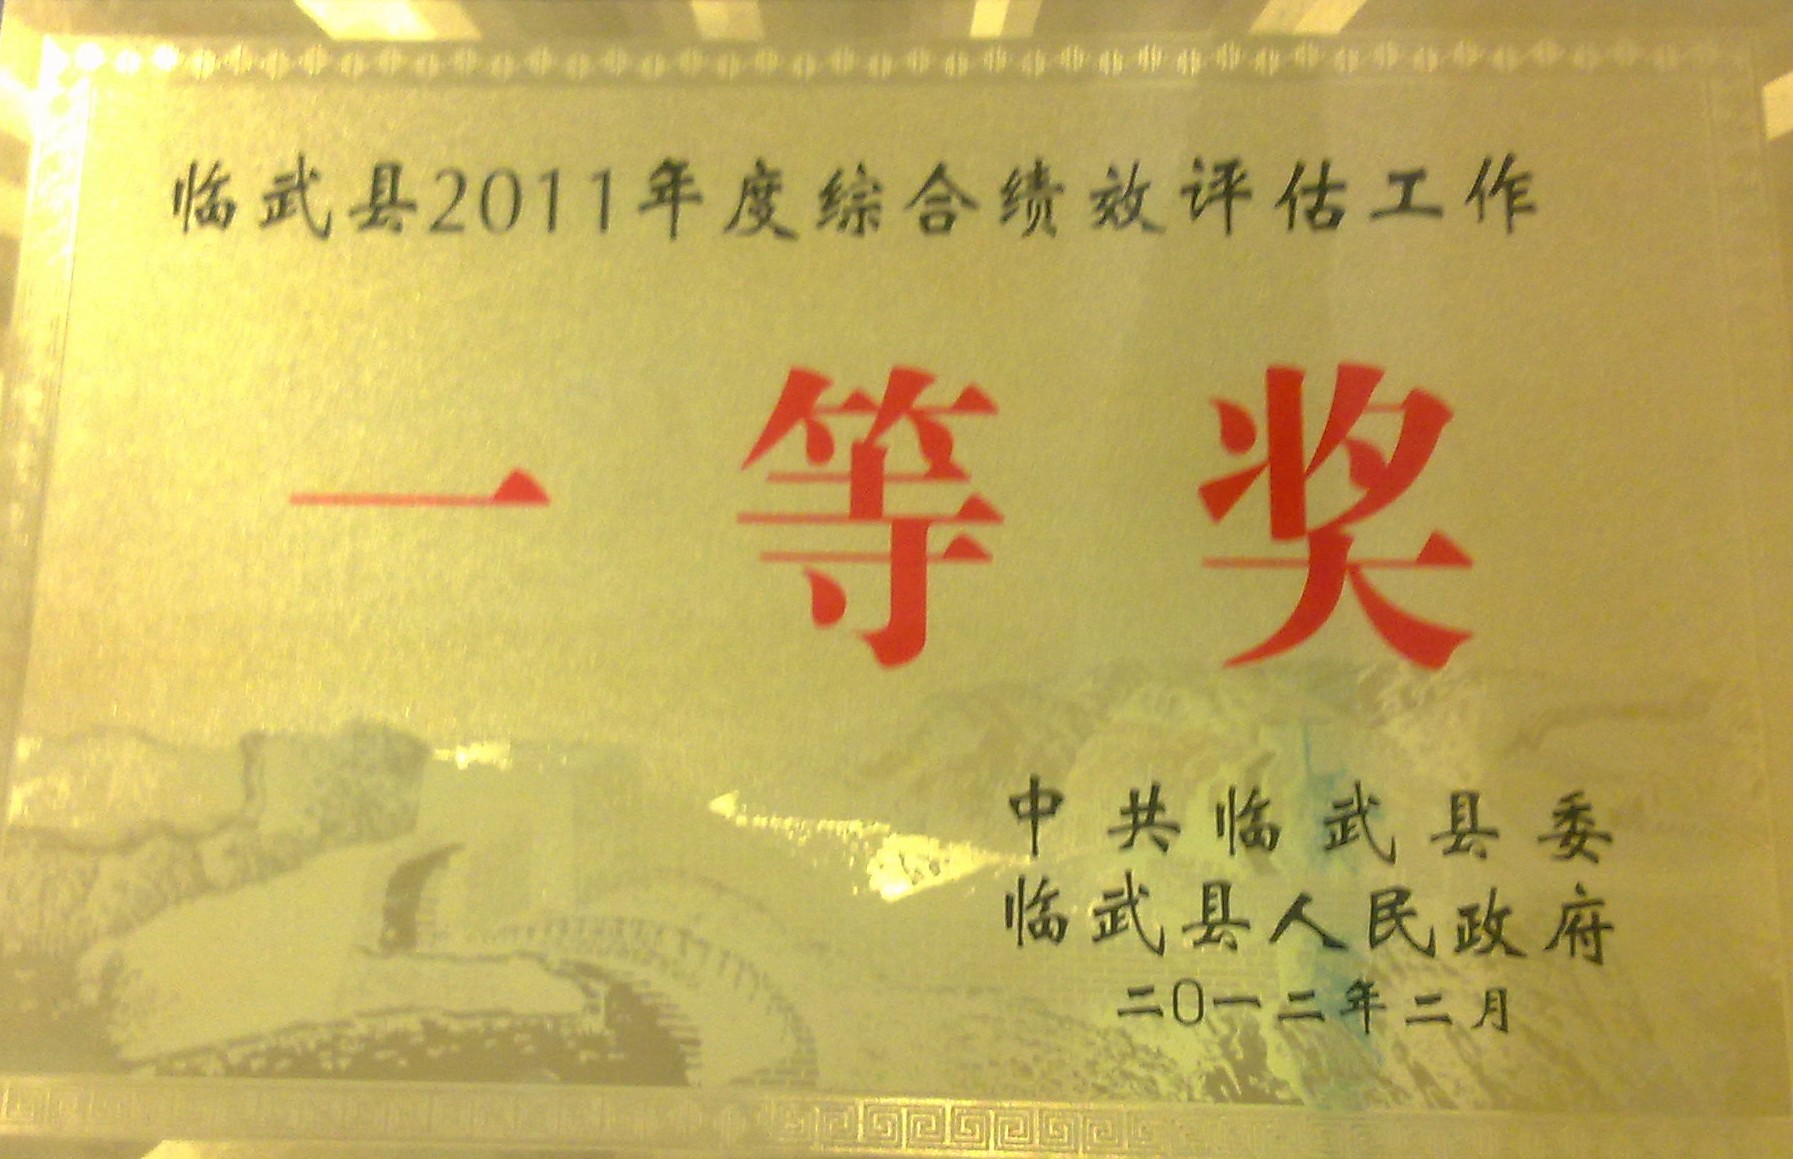 临武县2011年度综合绩效评估工作
一等奖
中共临武县委
临武县人民政府
二〇一二年二月